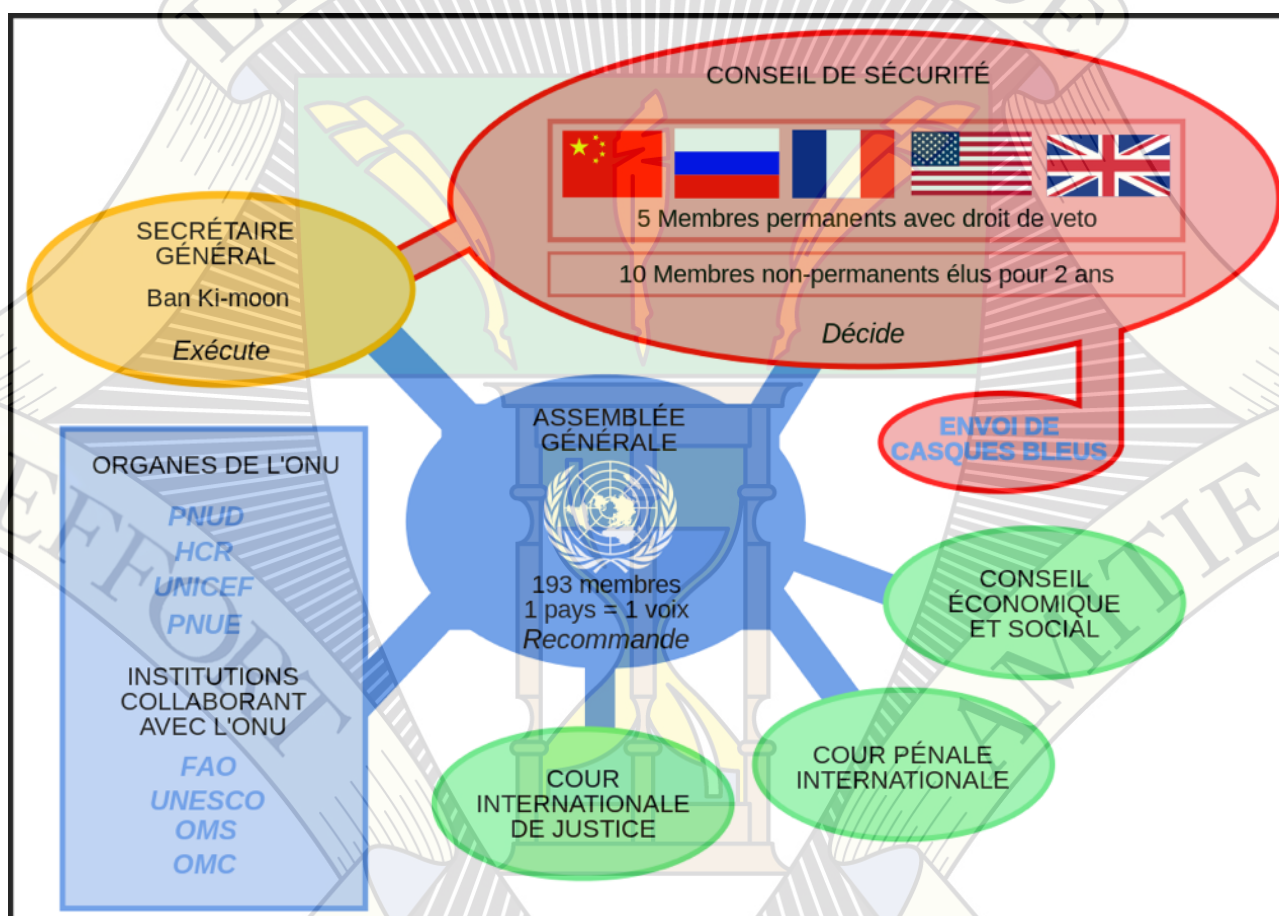 CONSEIL DE SÉCURITÉ
5 Membres permanents avec droit de veto
10 Membres non-permanents élus pour 2 ans
Décide
SECRÉTAIRE
GÉNÉRAL
Ban Ki-moon
Exécute
ENVOI DE
CASQUES BLEUS
ASSEMBLÉE
GÉNÉRALE
193 membres
1 pays = 1 voix
Recommande
ORGANES DE L'ONU
PNUD
HCR
UNICEF
PNUE
INSTITUTIONS
COLLABORANT
AVEC L'ONU
FAO
UNESCO
OMS
OMC
CONSEIL
ÉCONOMIQUE
ET SOCIAL
COUR PÉNALE
INTERNATIONALE
COUR
INTERNATIONALE
DE JUSTICE
EFFORT
AMITIE